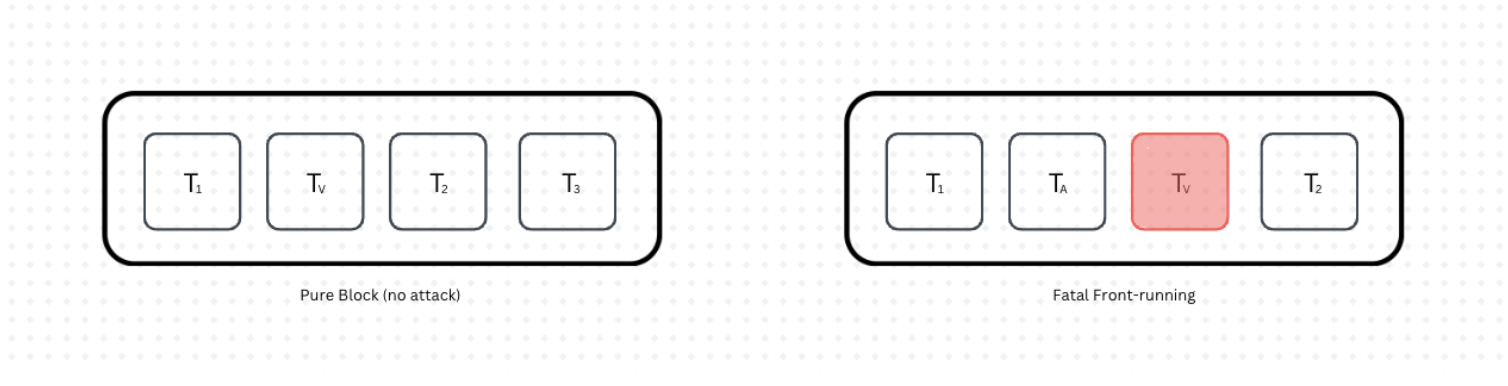 T₁ Tᵥ T₂ T₃
Pure Block (no attack)
T₁ Tₐ Tᵥ T₂
Fatal Front-running